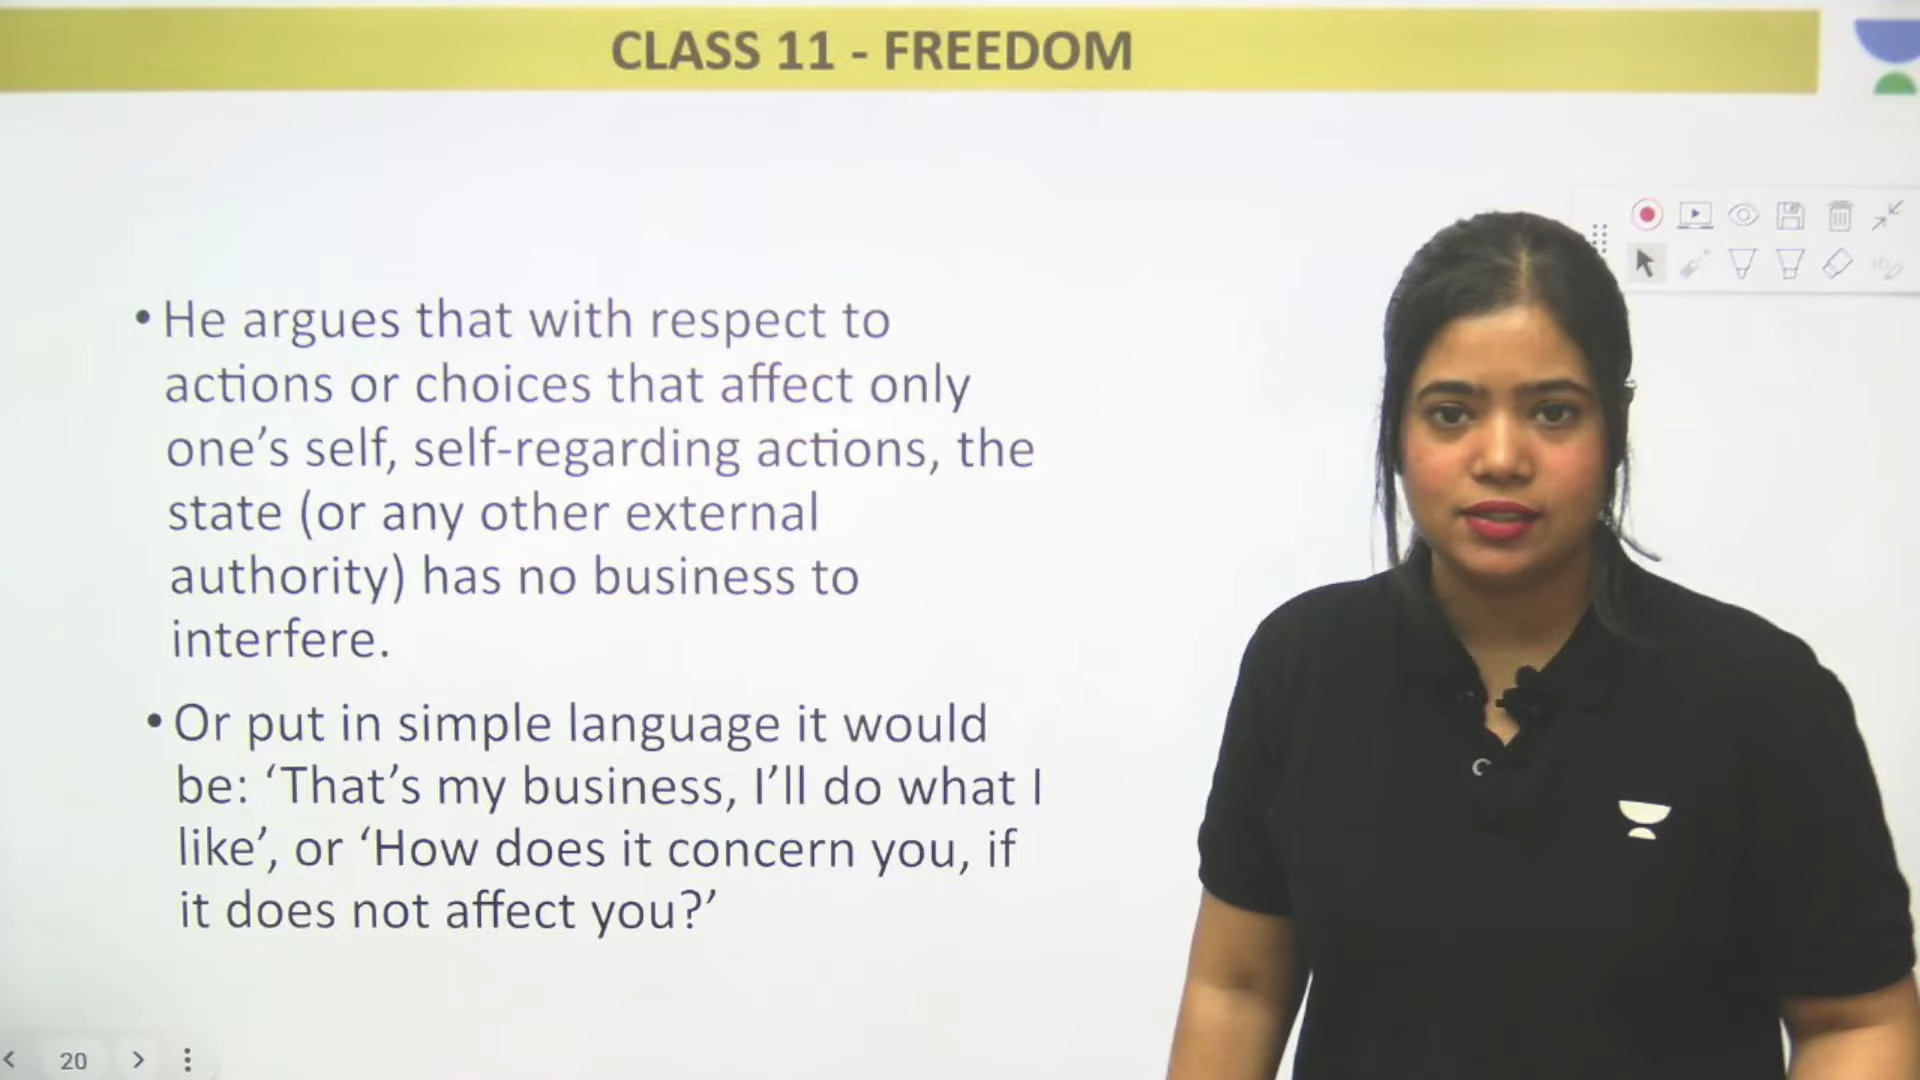 CLASS 11 - FREEDOM
• He argues that with respect to
actions or choices that affect only
one’s self, self-regarding actions, the
state (or any other external
authority) has no business to
interfere.
• Or put in simple language it would
be: ‘That’s my business, I’ll do what I
like’, or ‘How does it concern you, if
it does not affect you?’
20